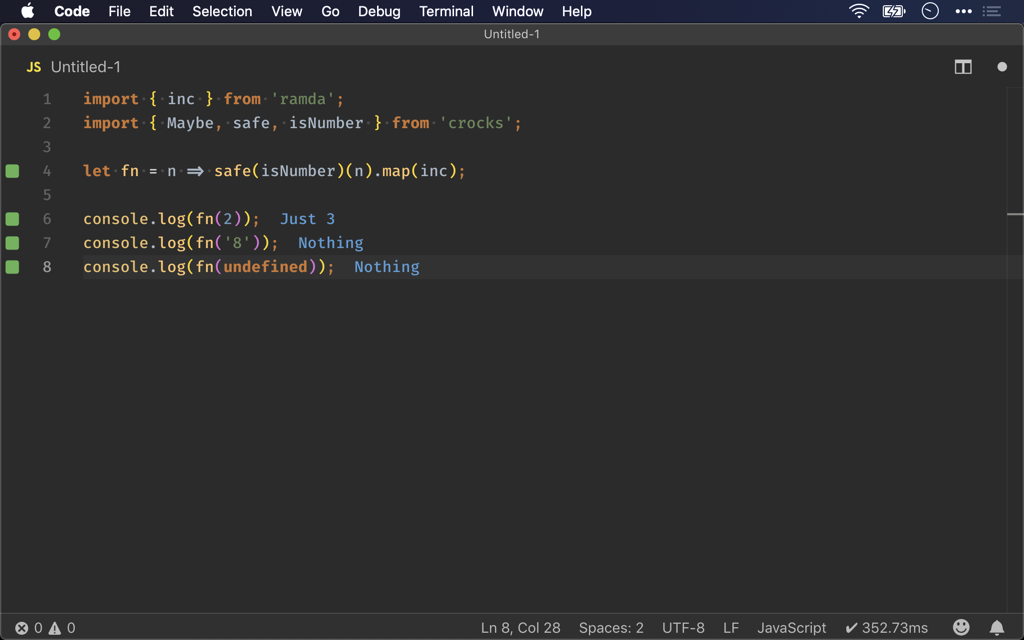 Code File Edit Selection View Go Debug Terminal Window Help
Untitled-1
JS Untitled-1
1 import { inc } from 'ramda';
2 import { Maybe, safe, isNumber } from 'crocks';
3
4 let fn = n => safe(isNumber)(n).map(inc);
5
6 console.log(fn(2)); Just 3
7 console.log(fn('8')); Nothing
8 console.log(fn(undefined)); Nothing
0 0 Ln 8, Col 28 Spaces: 2 UTF-8 LF JavaScript ✔ 352.73ms